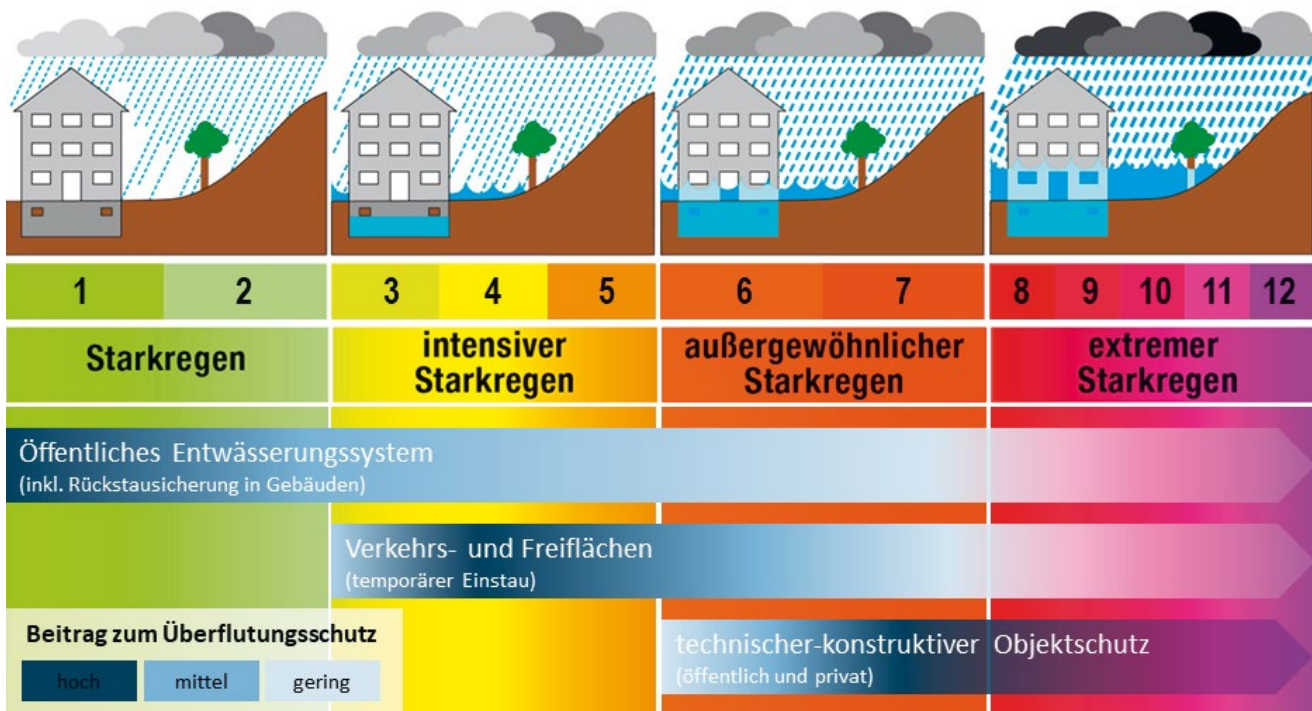 1 2 3 4 5 6 7 8 9 10 11 12
Starkregen
intensiver
Starkregen
außergewöhnlicher
Starkregen
extremer
Starkregen
Öffentliches Entwässerungssystem
(inkl. Rückstausicherung in Gebäuden)
Verkehrs- und Freiflächen
(temporärer Einstau)
technischer-konstruktiver Objektschutz
(öffentlich und privat)
Beitrag zum Überflutungsschutz
hoch mittel gering